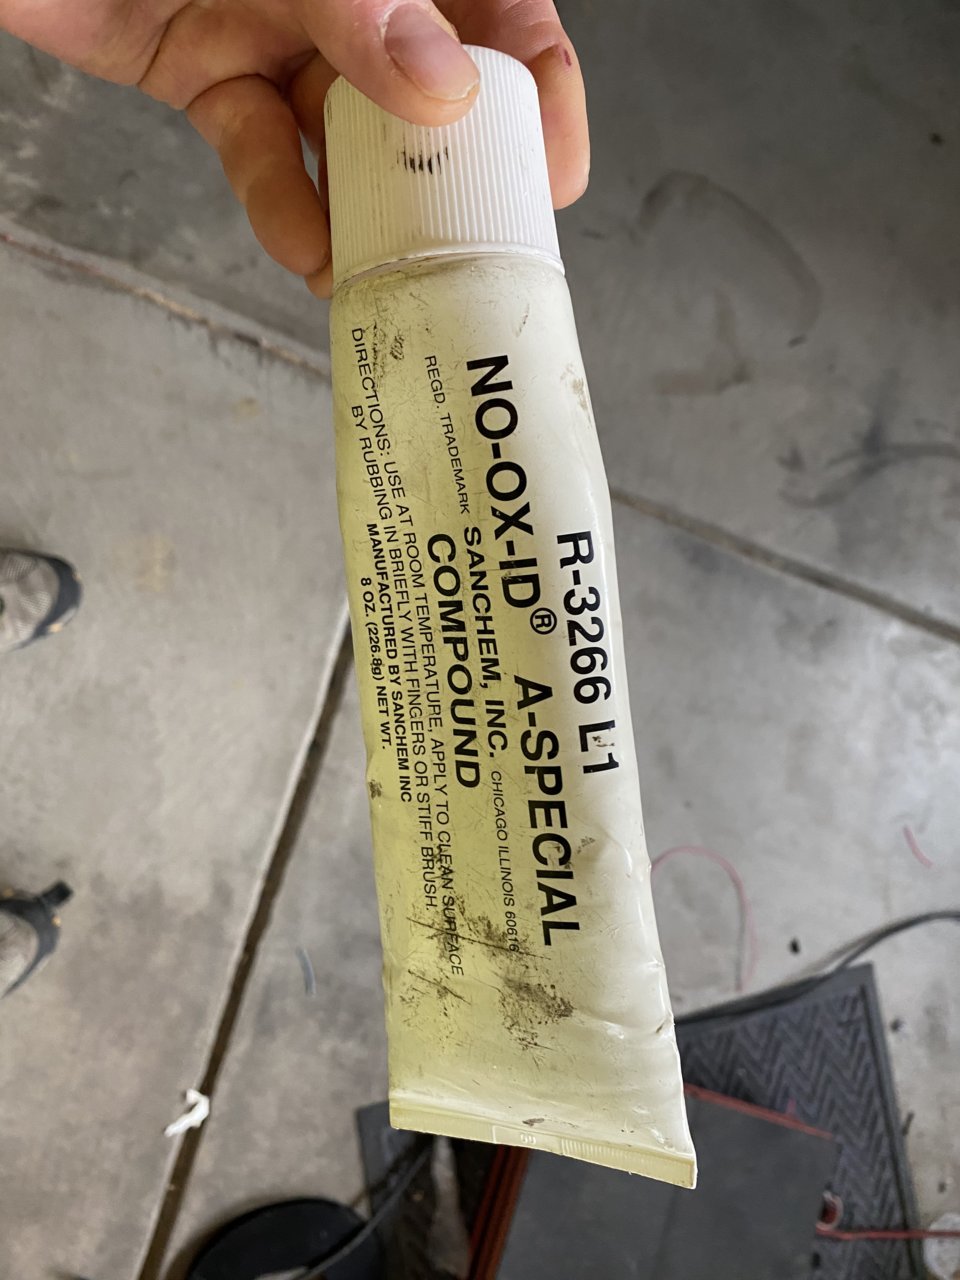 R-3266 L1
NO-OX-ID® A-SPECIAL
REGD. TRADEMARK SANCHEM, INC. CHICAGO ILLINOIS 60616
COMPOUND
DIRECTIONS: USE AT ROOM TEMPERATURE, APPLY TO CLEAN SURFACE
BY RUBBING IN BRIEFLY WITH FINGERS OR STIFF BRUSH.
MANUFACTURED BY SANCHEM INC
8 OZ. (226.8g) NET WT.